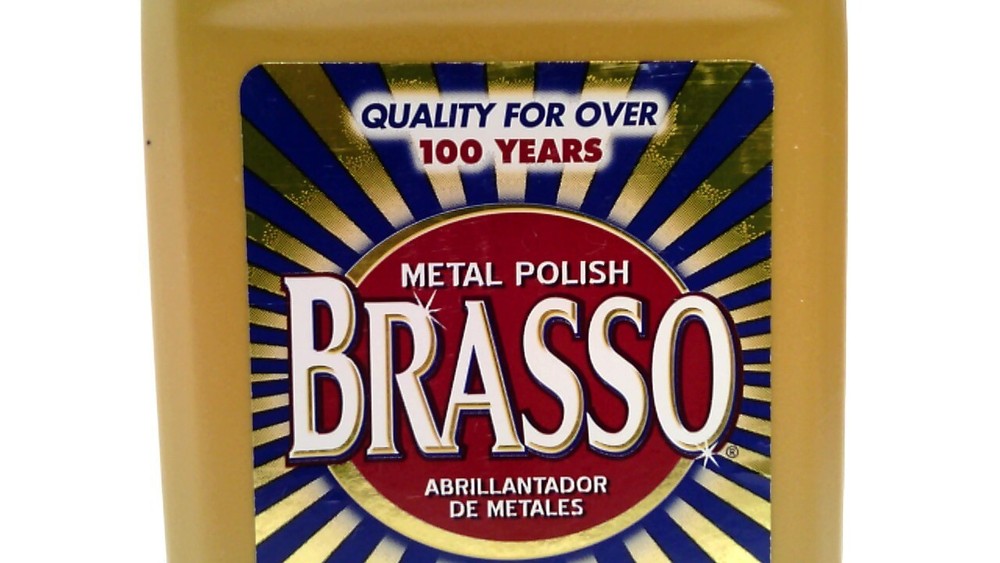 QUALITY FOR OVER
100 YEARS
METAL POLISH
BRASSO®
ABRILLANTADOR
DE METALES